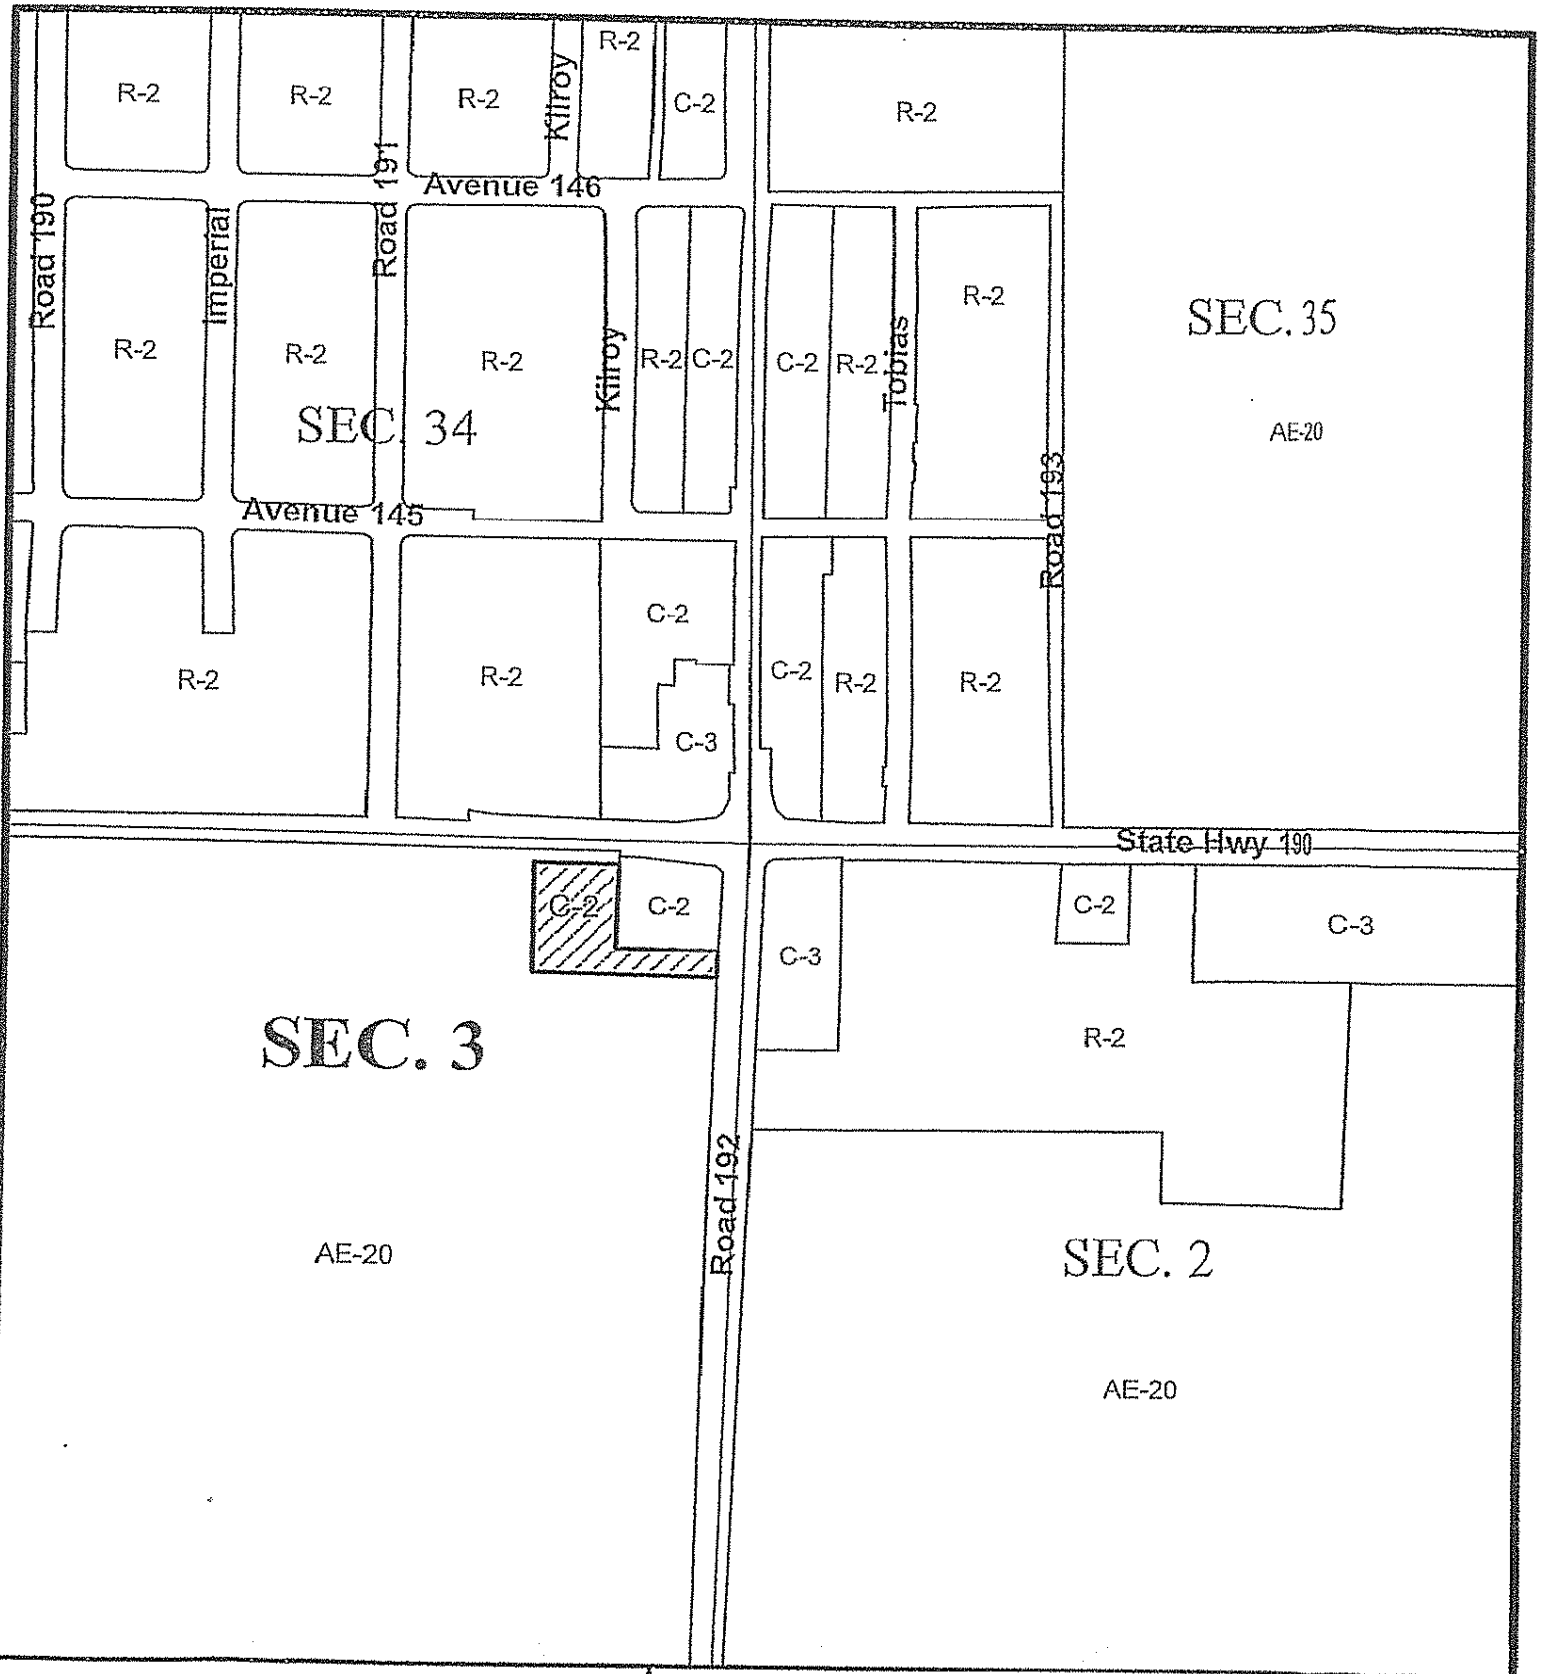 R-2
R-2
R-2
Kilroy
R-2
C-2
R-2
Road 190
Imperial
Road 191
Avenue 146
R-2
R-2
R-2
Kilroy
R-2
C-2
C-2
R-2
Tobias
R-2
SEC. 35
AE-20
SEC. 34
Avenue 145
Road 193
R-2
R-2
C-2
C-3
C-2
R-2
R-2
State Hwy 190
C-2
C-2
C-3
C-2
C-3
SEC. 3
R-2
Road 192
AE-20
SEC. 2
AE-20